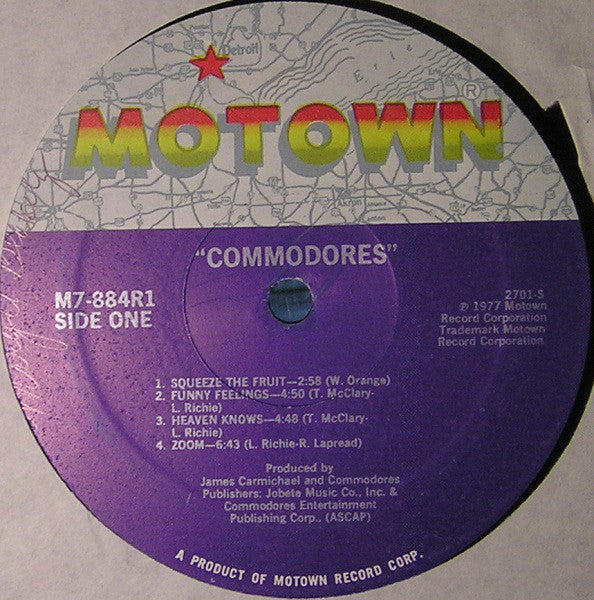 Detroit
Erie
MOTOWN®
Akron
Canton
"COMMODORES"
M7-884R1
SIDE ONE
2701-S
℗ 1977 Motown
Record Corporation
Trademark Motown
Record Corporation.
1. SQUEEZE THE FRUIT—2:58 (W. Orange)
2. FUNNY FEELINGS—4:50 (T. McClary-
L. Richie)
3. HEAVEN KNOWS—4:48 (T. McClary-
L. Richie)
4. ZOOM—6:43 (L. Richie-R. Lapread)
Produced by
James Carmichael and Commodores
Publishers: Jobete Music Co., Inc. &
Commodores Entertainment
Publishing Corp., (ASCAP)
A PRODUCT OF MOTOWN RECORD CORP.